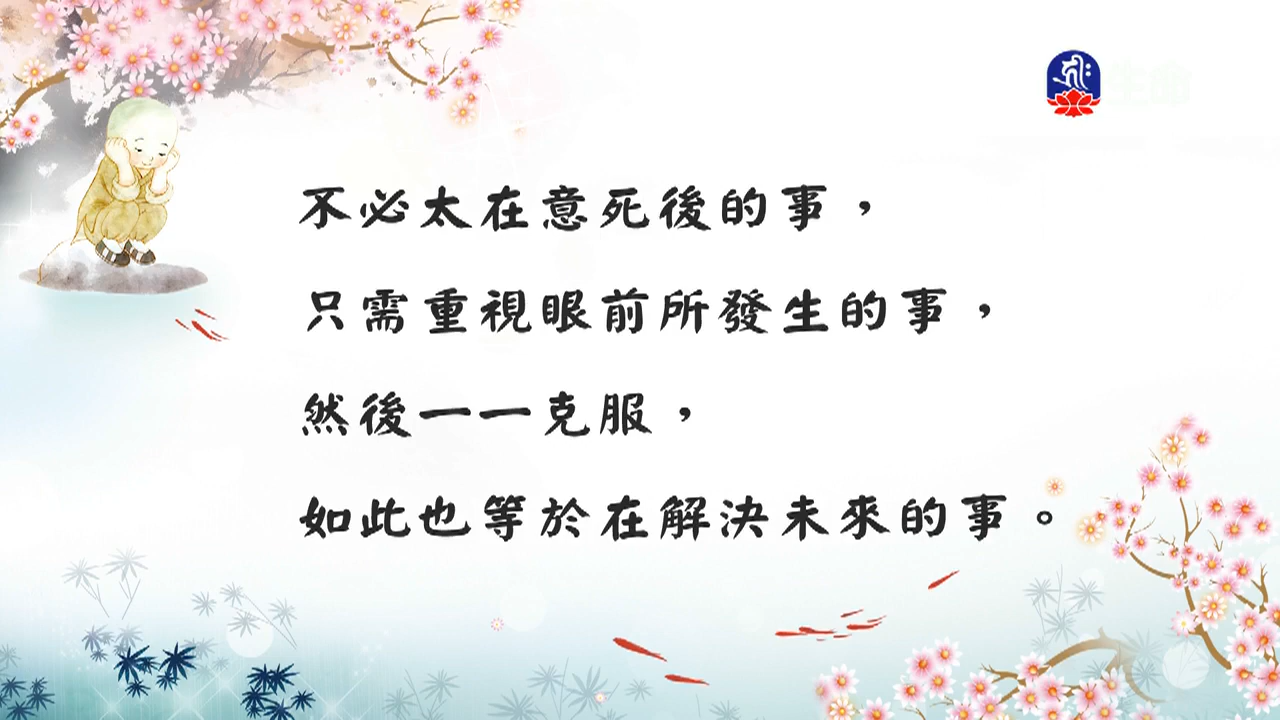 不必太在意死後的事，
只需重視眼前所發生的事，
然後一一克服，
如此也等於在解決未來的事。